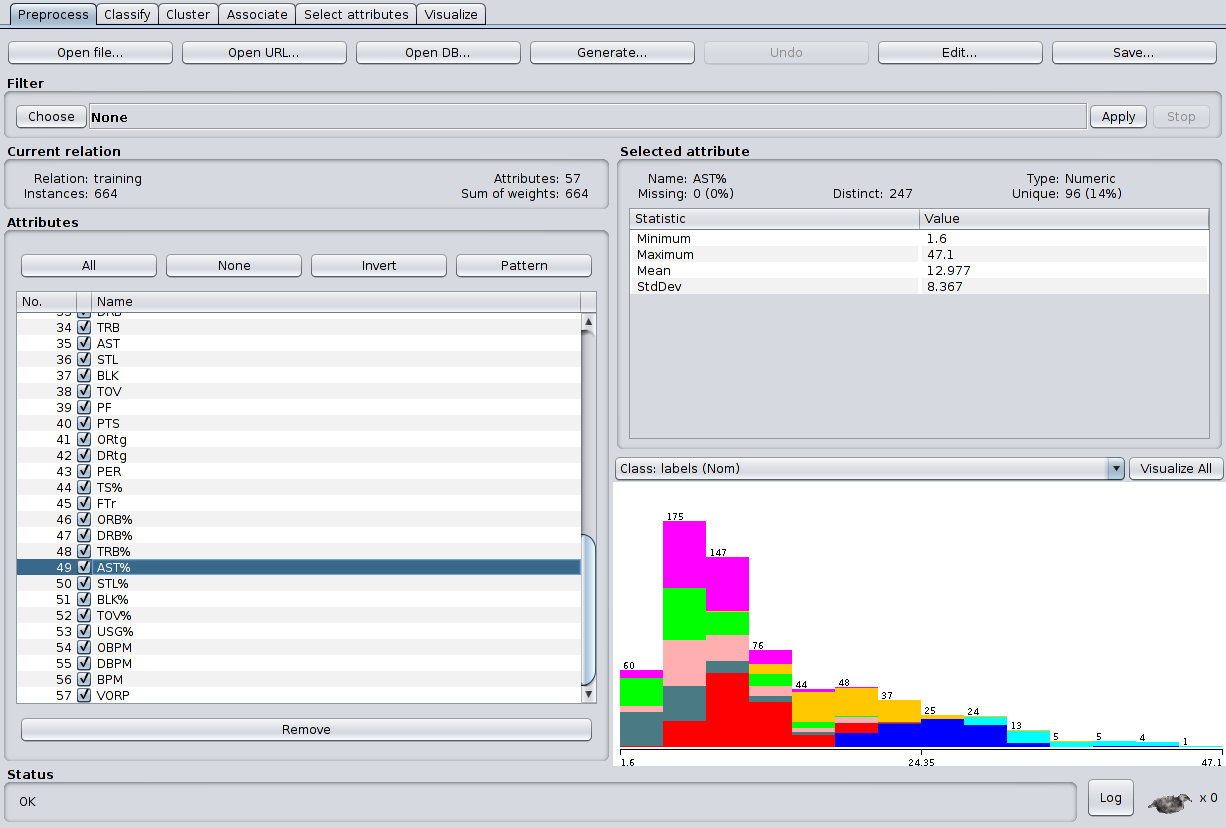 Preprocess Classify Cluster Associate Select attributes Visualize
Open file... Open URL... Open DB... Generate... Undo Edit... Save...
Filter
Choose None Apply Stop
Current relation
Relation: training Attributes: 57
Instances: 664 Sum of weights: 664
Attributes
All None Invert Pattern
No. Name
33 DRB
34 TRB
35 AST
36 STL
37 BLK
38 TOV
39 PF
40 PTS
41 ORtg
42 DRtg
43 PER
44 TS%
45 FTr
46 ORB%
47 DRB%
48 TRB%
49 AST%
50 STL%
51 BLK%
52 TOV%
53 USG%
54 OBPM
55 DBPM
56 BPM
57 VORP
Remove
Selected attribute
Name: AST% Type: Numeric
Missing: 0 (0%) Distinct: 247 Unique: 96 (14%)
Statistic Value
Minimum 1.6
Maximum 47.1
Mean 12.977
StdDev 8.367
Class: labels (Nom) Visualize All
60 175 147 76 44 48 37 25 24 13 5 5 4 1
1.6 24.35 47.1
Status
OK Log x 0